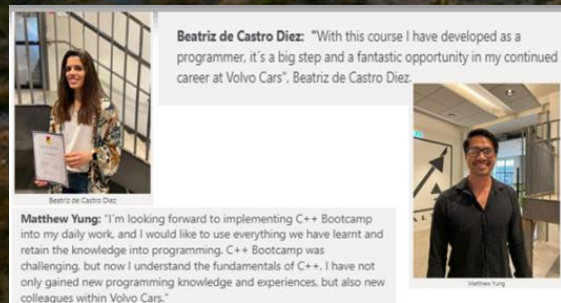 Beatriz de Castro Diez: "With this course I have developed as a
programmer, it´s a big step and a fantastic opportunity in my continued
career at Volvo Cars", Beatriz de Castro Diez.
Beatriz de Castro Diez
Matthew Yung: "I´m looking forward to implementing C++ Bootcamp
into my daily work, and I would like to use everything we have learnt and
retain the knowledge into programming. C++ Bootcamp was
challenging, but now I understand the fundamentals of C++. I have not
only gained new programming knowledge and experiences, but also new
colleagues within Volvo Cars."
Matthew Yung